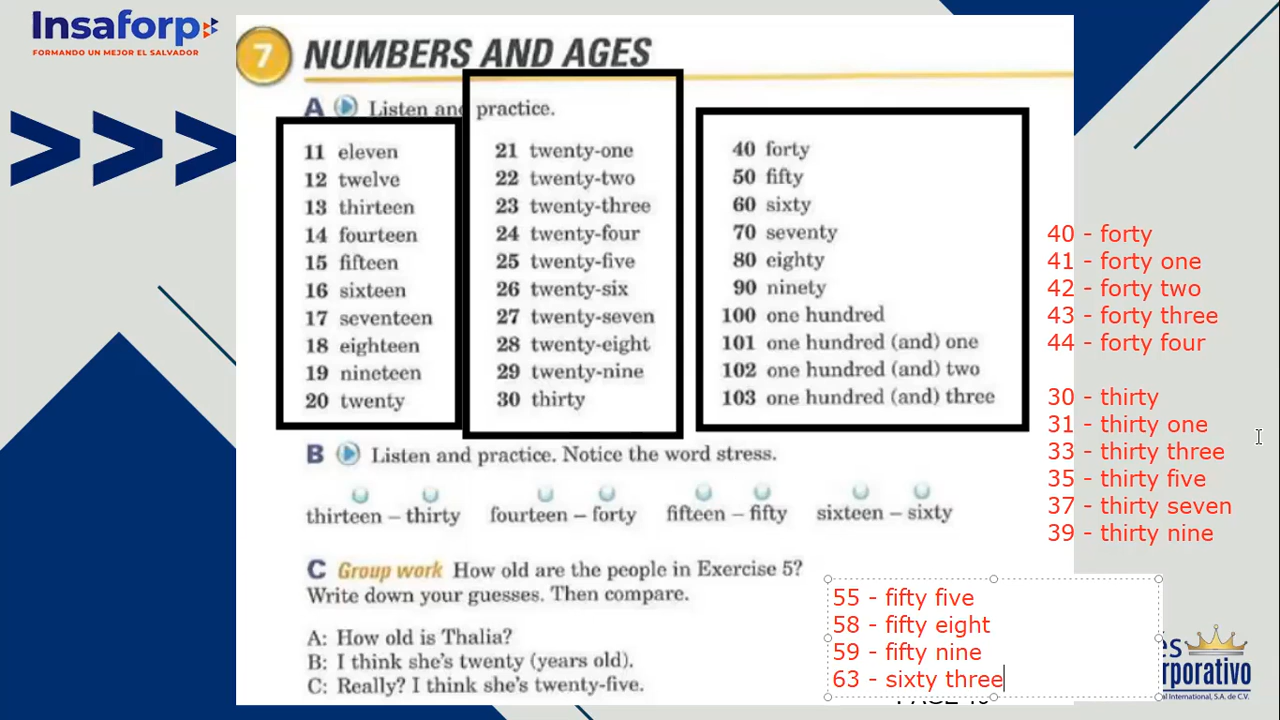 Insaforp
FORMANDO UN MEJOR EL SALVADOR
7 NUMBERS AND AGES
A Listen and practice.
11 eleven
12 twelve
13 thirteen
14 fourteen
15 fifteen
16 sixteen
17 seventeen
18 eighteen
19 nineteen
20 twenty
21 twenty-one
22 twenty-two
23 twenty-three
24 twenty-four
25 twenty-five
26 twenty-six
27 twenty-seven
28 twenty-eight
29 twenty-nine
30 thirty
40 forty
50 fifty
60 sixty
70 seventy
80 eighty
90 ninety
100 one hundred
101 one hundred (and) one
102 one hundred (and) two
103 one hundred (and) three
40 - forty
41 - forty one
42 - forty two
43 - forty three
44 - forty four
30 - thirty
31 - thirty one
33 - thirty three
35 - thirty five
37 - thirty seven
39 - thirty nine
B Listen and practice. Notice the word stress.
thirteen – thirty fourteen – forty fifteen – fifty sixteen – sixty
C Group work How old are the people in Exercise 5?
Write down your guesses. Then compare.
A: How old is Thalia?
B: I think she's twenty (years old).
C: Really? I think she's twenty-five.
55 - fifty five
58 - fifty eight
59 - fifty nine
63 - sixty three